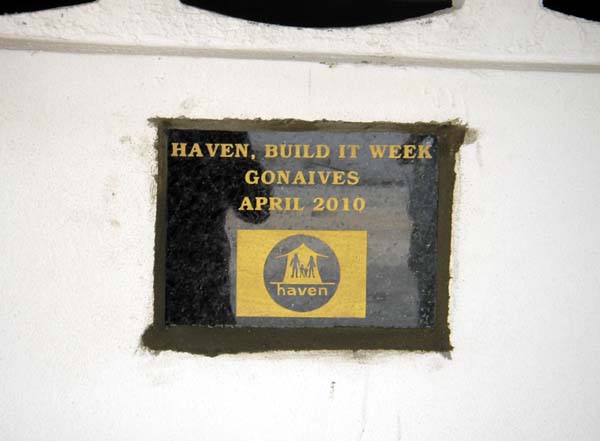 HAVEN, BUILD IT WEEK
GONAIVES
APRIL 2010
haven